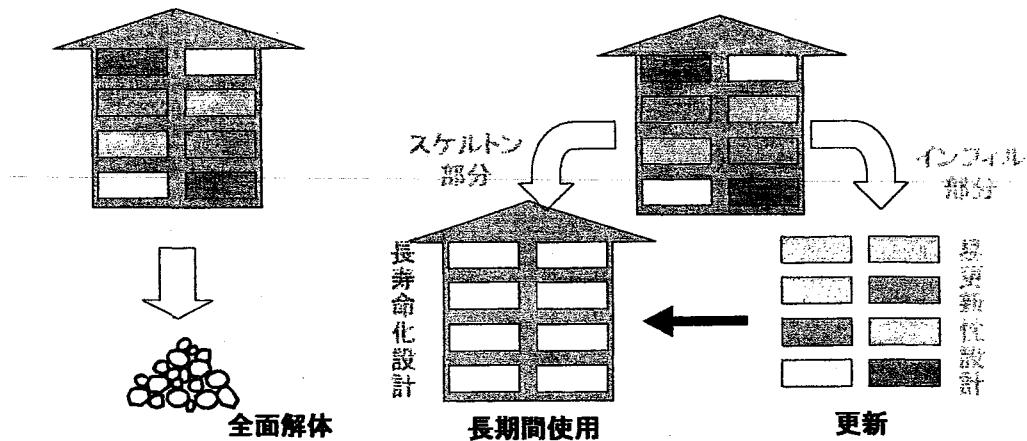 スケルトン
部分
インフィル
部分
長寿命化設計
易更新性設計
全面解体
長期間使用
更新